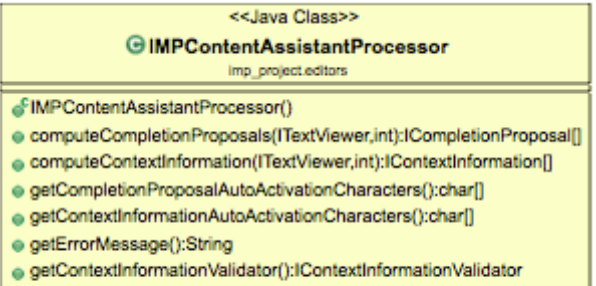 <<Java Class>>
IMPContentAssistantProcessor
imp_project.editors
IMPContentAssistantProcessor()
computeCompletionProposals(ITextViewer,int):ICompletionProposal[]
computeContextInformation(ITextViewer,int):IContextInformation[]
getCompletionProposalAutoActivationCharacters():char[]
getContextInformationAutoActivationCharacters():char[]
getErrorMessage():String
getContextInformationValidator():IContextInformationValidator